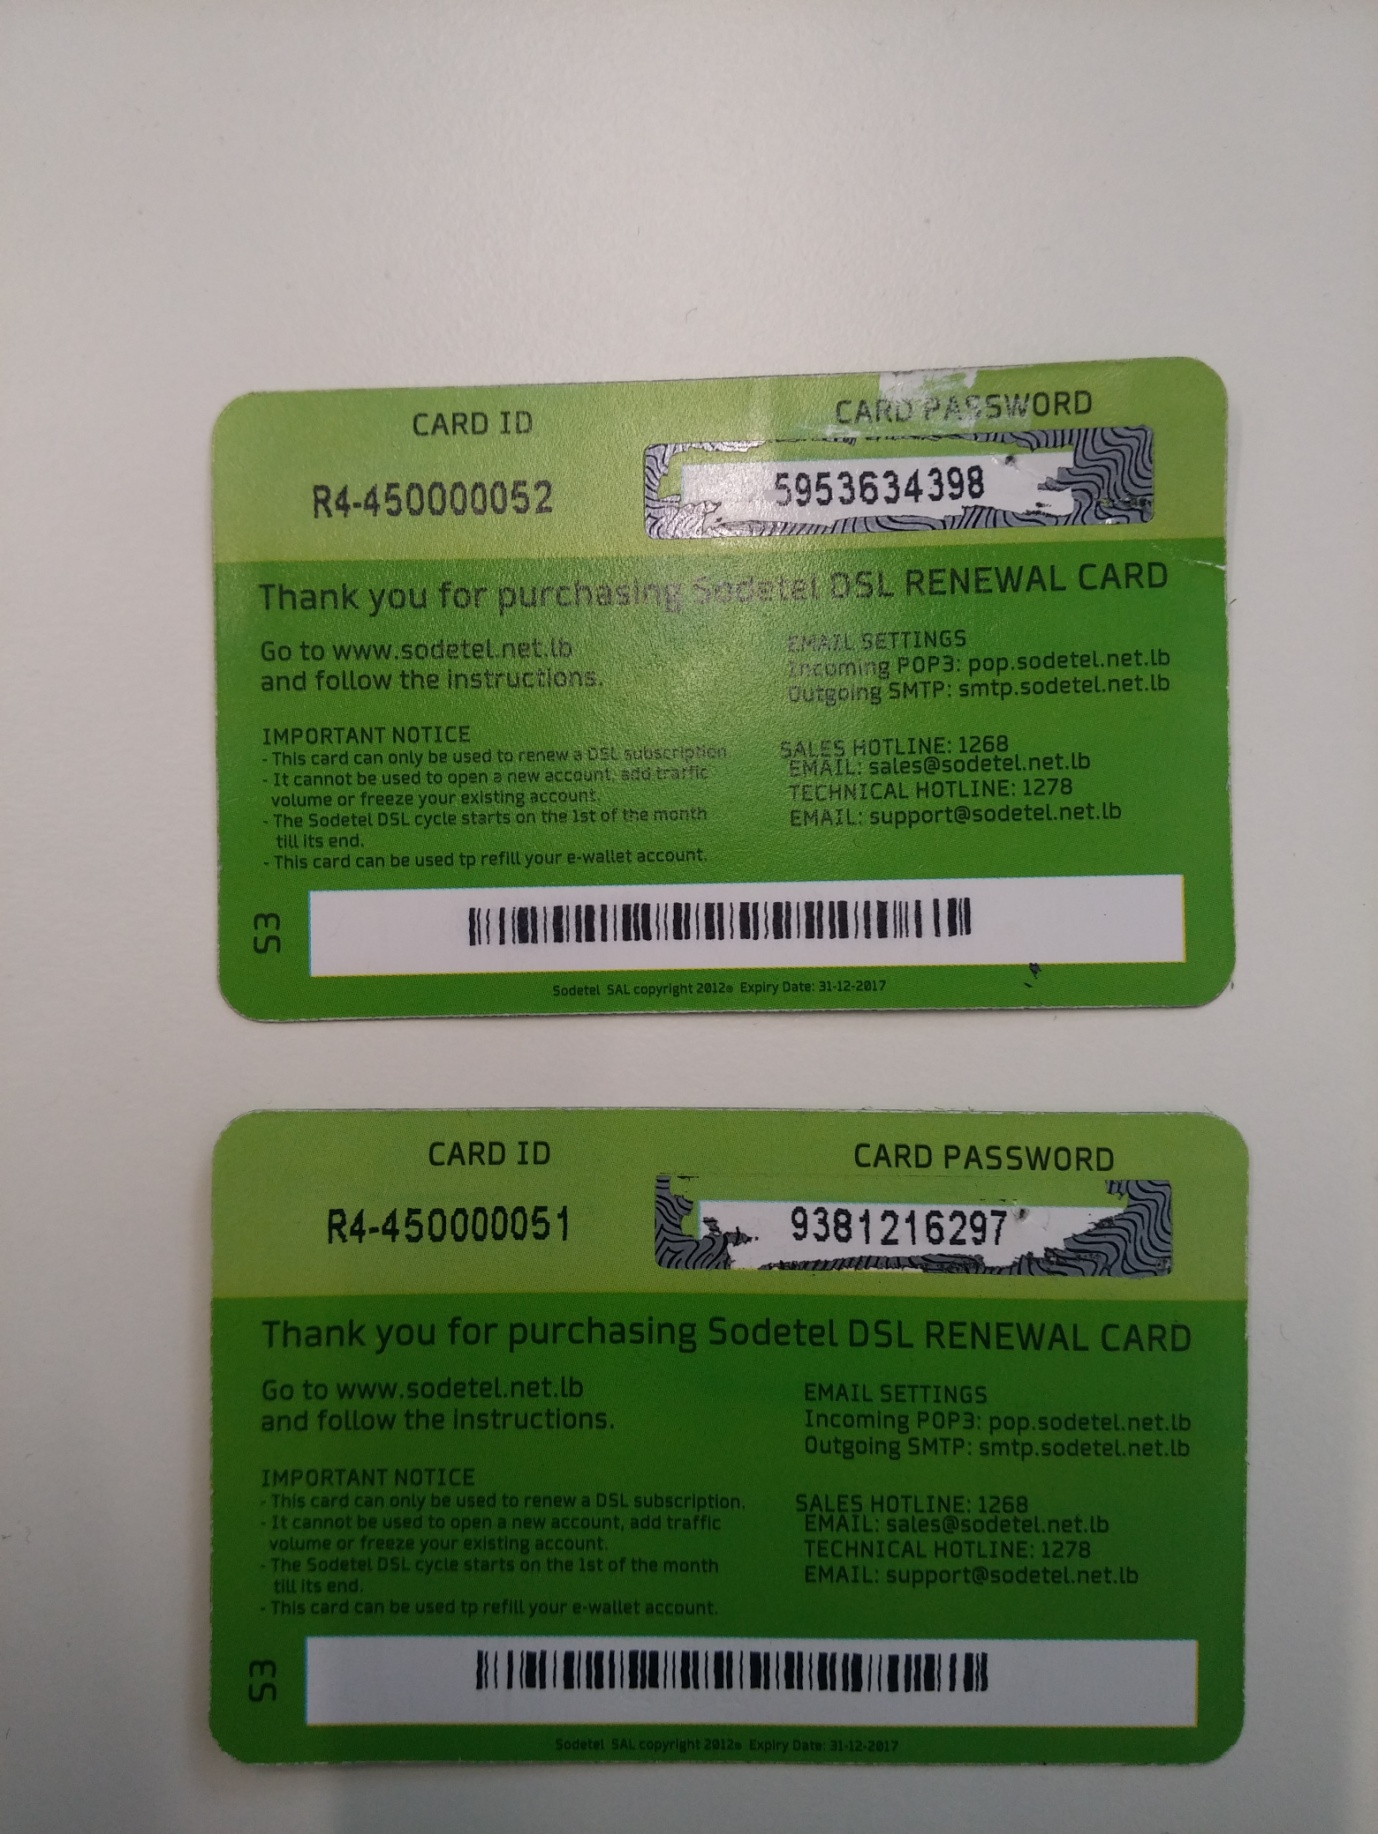 CARD ID
CARD PASSWORD
R4-450000052
5953634398
Thank you for purchasing Sodetel DSL RENEWAL CARD
Go to www.sodetel.net.lb
and follow the instructions.
EMAIL SETTINGS
Incoming POP3: pop.sodetel.net.lb
Outgoing SMTP: smtp.sodetel.net.lb
IMPORTANT NOTICE
- This card can only be used to renew a DSL subscription
- It cannot be used to open a new account, add traffic
volume or freeze your existing account.
- The Sodetel DSL cycle starts on the 1st of the month
till its end.
- This card can be used tp refill your e-wallet account.
SALES HOTLINE: 1268
EMAIL: sales@sodetel.net.lb
TECHNICAL HOTLINE: 1278
EMAIL: support@sodetel.net.lb
S3
Sodetel SAL copyright 2012® Expiry Date: 31-12-2017
CARD ID
CARD PASSWORD
R4-450000051
9381216297
Thank you for purchasing Sodetel DSL RENEWAL CARD
Go to www.sodetel.net.lb
and follow the instructions.
EMAIL SETTINGS
Incoming POP3: pop.sodetel.net.lb
Outgoing SMTP: smtp.sodetel.net.lb
IMPORTANT NOTICE
- This card can only be used to renew a DSL subscription.
- It cannot be used to open a new account, add traffic
volume or freeze your existing account.
- The Sodetel DSL cycle starts on the 1st of the month
till its end.
- This card can be used tp refill your e-wallet account.
SALES HOTLINE: 1268
EMAIL: sales@sodetel.net.lb
TECHNICAL HOTLINE: 1278
EMAIL: support@sodetel.net.lb
S3
Sodetel SAL copyright 2012® Expiry Date: 31-12-2017